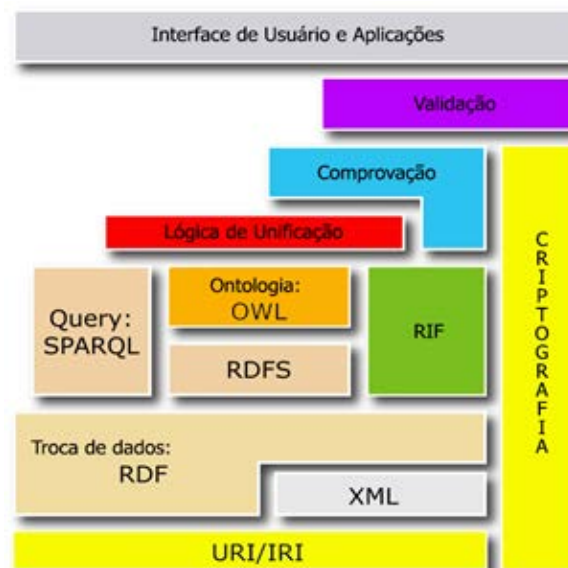 Interface de Usuário e Aplicações
Validação
Comprovação
Lógica de Unificação
Query:
SPARQL
Ontologia:
OWL
RDFS
RIF
CRIPTOGRAFIA
Troca de dados:
RDF
XML
URI/IRI